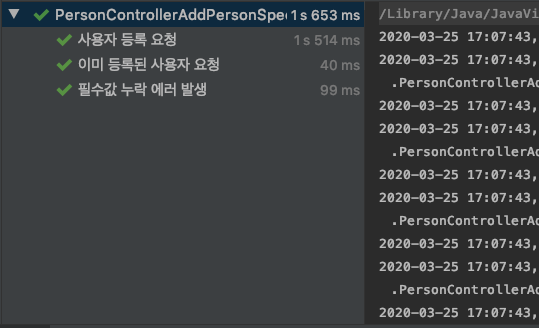 PersonControllerAddPersonSpe 1 s 653 ms
사용자 등록 요청 1 s 514 ms
이미 등록된 사용자 요청 40 ms
필수값 누락 에러 발생 99 ms
/Library/Java/JavaVi
2020-03-25 17:07:43,
2020-03-25 17:07:43,
.PersonControllerAd
2020-03-25 17:07:43,
2020-03-25 17:07:43,
.PersonControllerAd
2020-03-25 17:07:43,
2020-03-25 17:07:43,
.PersonControllerAd
2020-03-25 17:07:43,
2020-03-25 17:07:43,
.PersonControllerAd
2020-03-25 17:07:43,